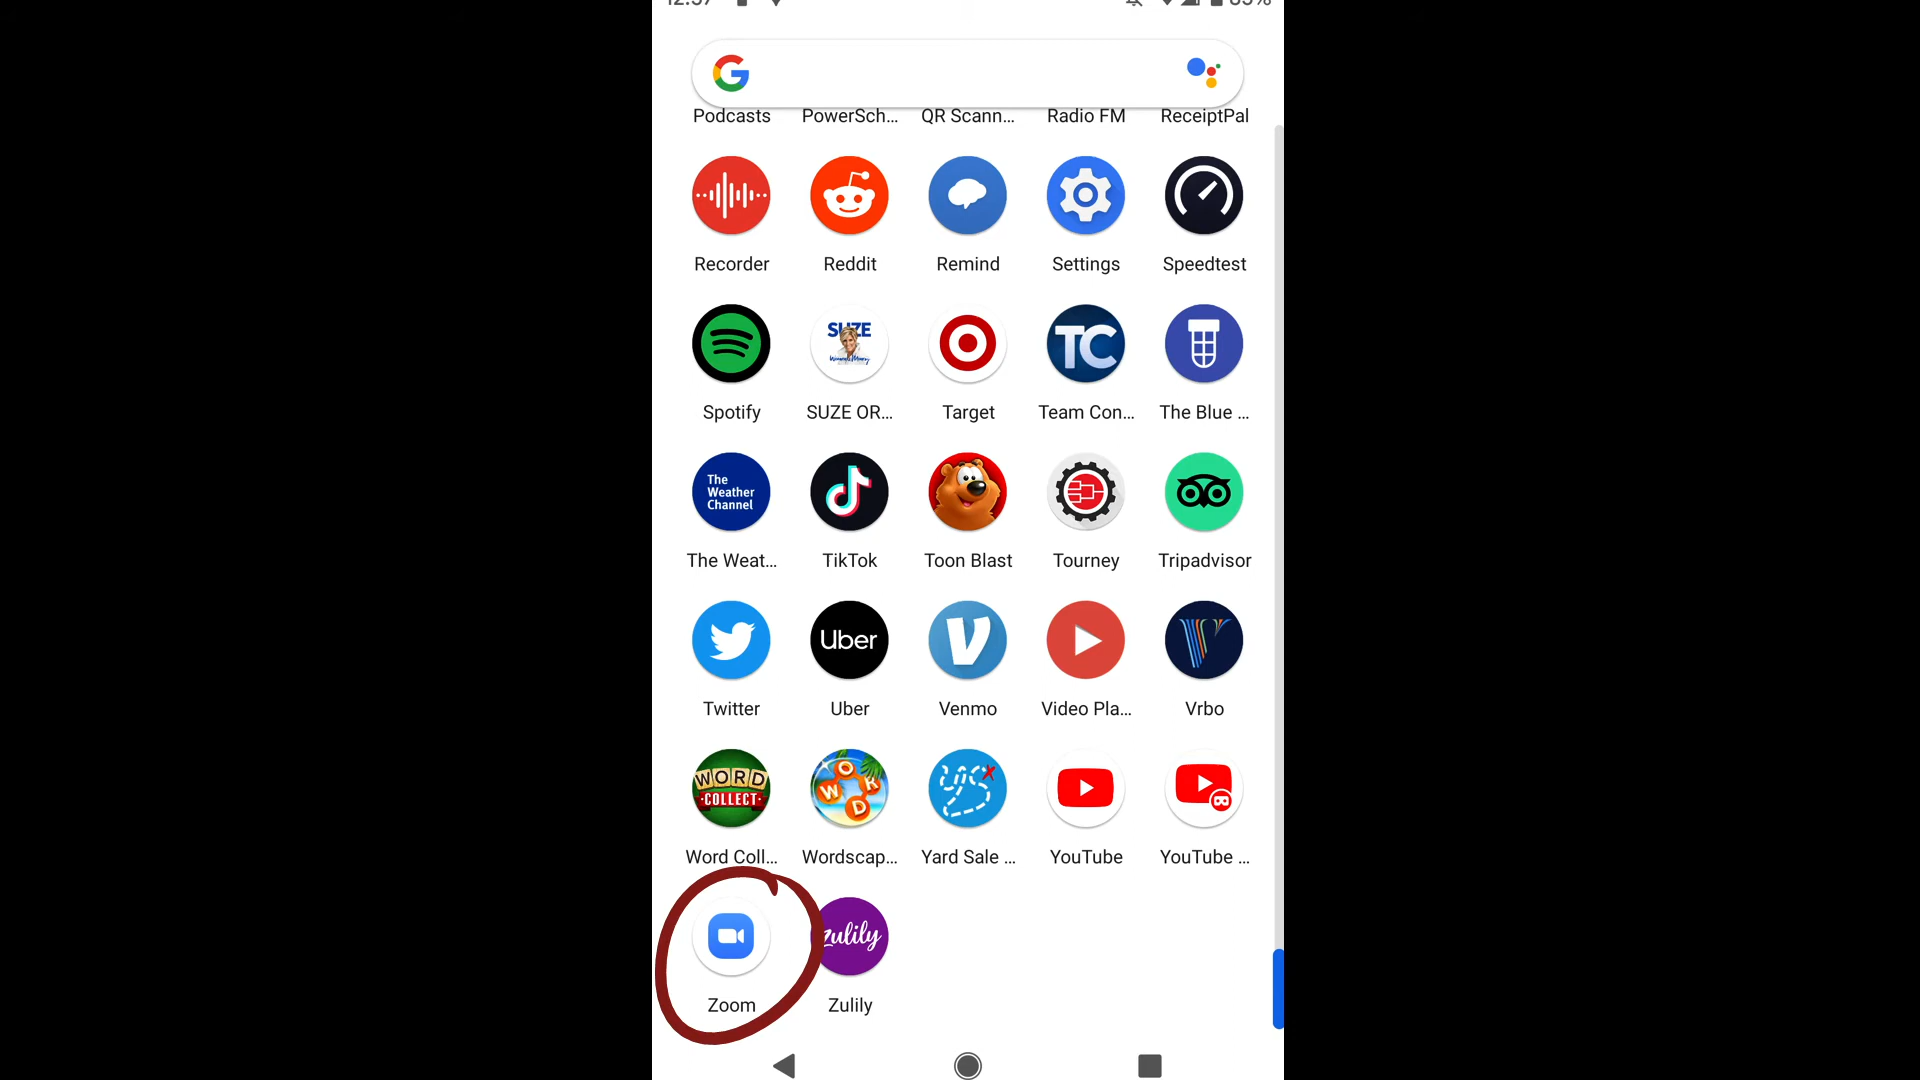 Podcasts PowerSch... QR Scann... Radio FM ReceiptPal
Recorder Reddit Remind Settings Speedtest
SUZE
TC
Spotify SUZE OR... Target Team Con... The Blue ...
The
Weather
Channel
The Weat... TikTok Toon Blast Tourney Tripadvisor
Uber
Twitter Uber Venmo Video Pla... Vrbo
WORD
COLLECT
WORD
Word Coll... Wordscap... Yard Sale ... YouTube YouTube ...
zulily
Zoom Zulily